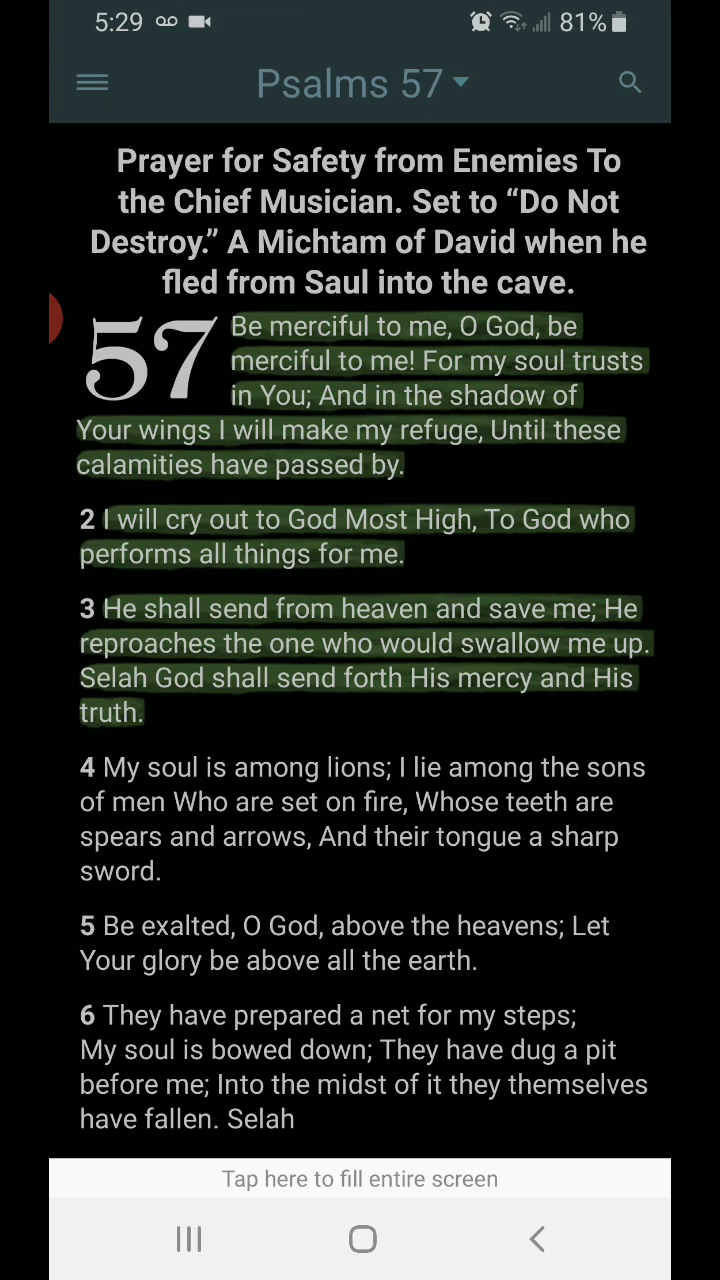 5:29 81%
Psalms 57
Prayer for Safety from Enemies To
the Chief Musician. Set to “Do Not
Destroy.” A Michtam of David when he
fled from Saul into the cave.
57 Be merciful to me, O God, be
merciful to me! For my soul trusts
in You; And in the shadow of
Your wings I will make my refuge, Until these
calamities have passed by.
2 I will cry out to God Most High, To God who
performs all things for me.
3 He shall send from heaven and save me; He
reproaches the one who would swallow me up.
Selah God shall send forth His mercy and His
truth.
4 My soul is among lions; I lie among the sons
of men Who are set on fire, Whose teeth are
spears and arrows, And their tongue a sharp
sword.
5 Be exalted, O God, above the heavens; Let
Your glory be above all the earth.
6 They have prepared a net for my steps;
My soul is bowed down; They have dug a pit
before me; Into the midst of it they themselves
have fallen. Selah
Tap here to fill entire screen